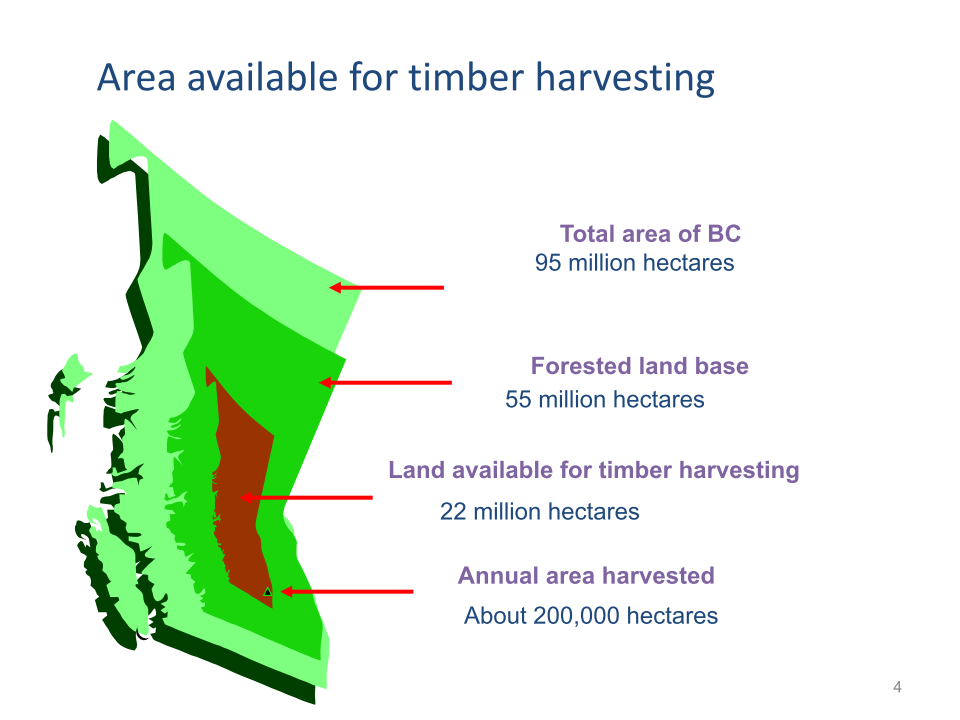 Area available for timber harvesting
Total area of BC
95 million hectares
Forested land base
55 million hectares
Land available for timber harvesting
22 million hectares
Annual area harvested
About 200,000 hectares
4